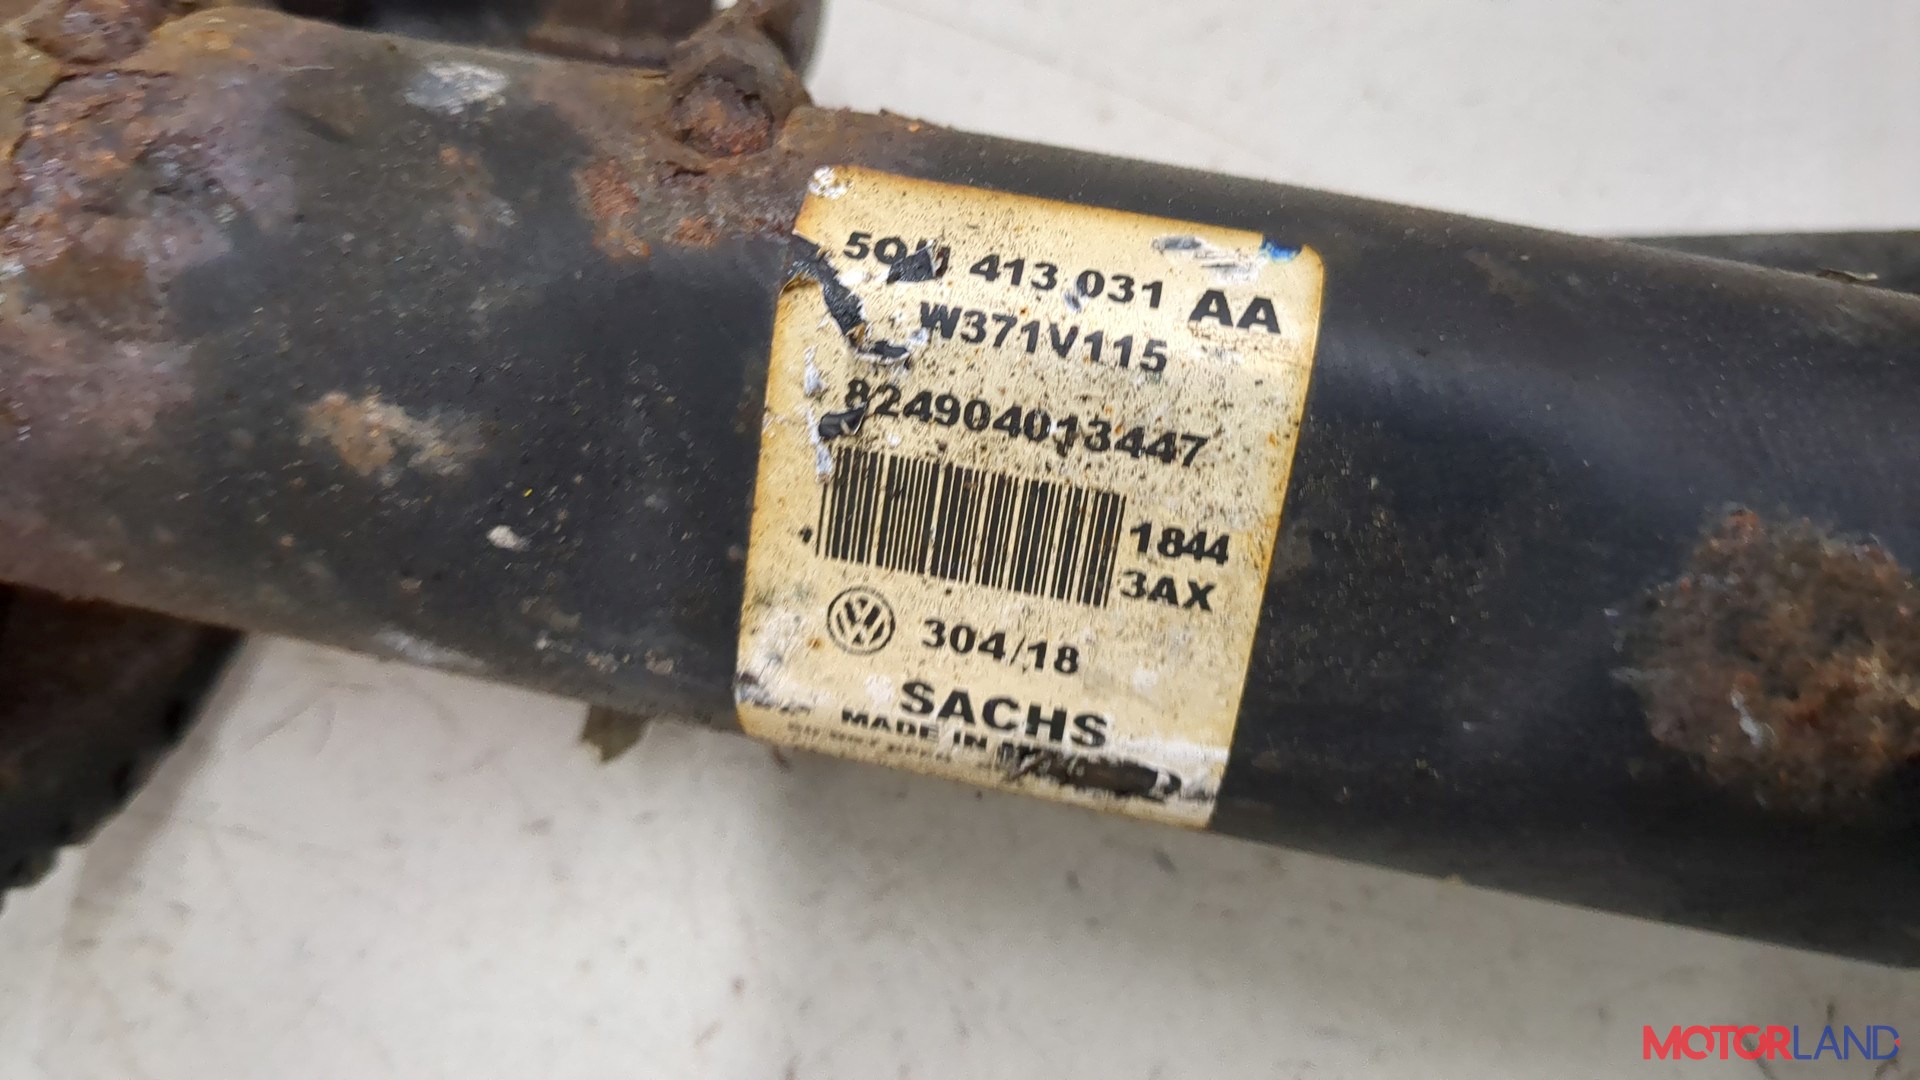 413 031 AA
W371V115
824904013447
1844
3AX
304/18
SACHS
MADE IN
MOTORLAND